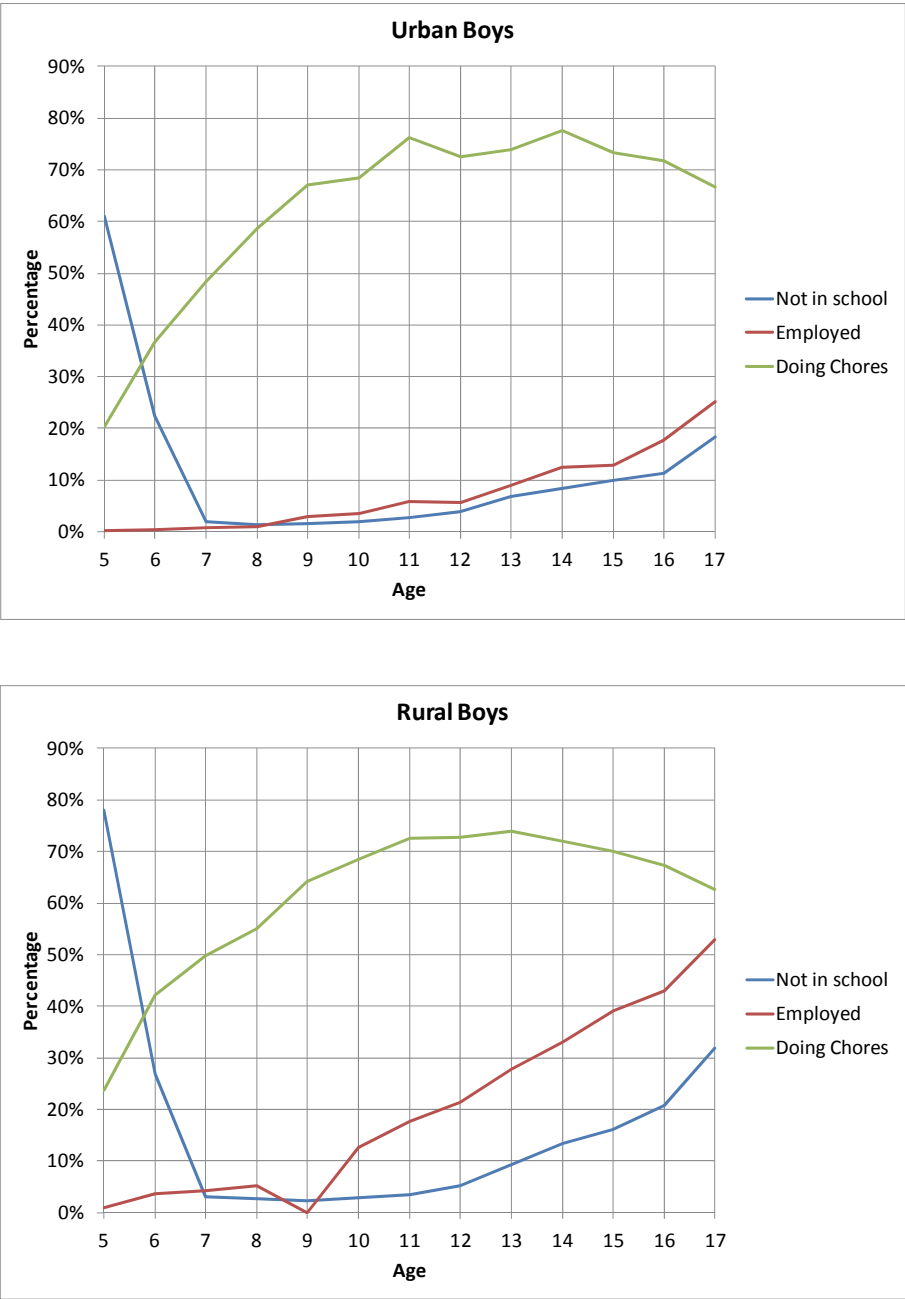 Urban Boys
90%
80%
70%
60%
50%
40%
30%
20%
10%
0%
Percentage
5 6 7 8 9 10 11 12 13 14 15 16 17
Age
Not in school
Employed
Doing Chores
Rural Boys
90%
80%
70%
60%
50%
40%
30%
20%
10%
0%
Percentage
5 6 7 8 9 10 11 12 13 14 15 16 17
Age
Not in school
Employed
Doing Chores